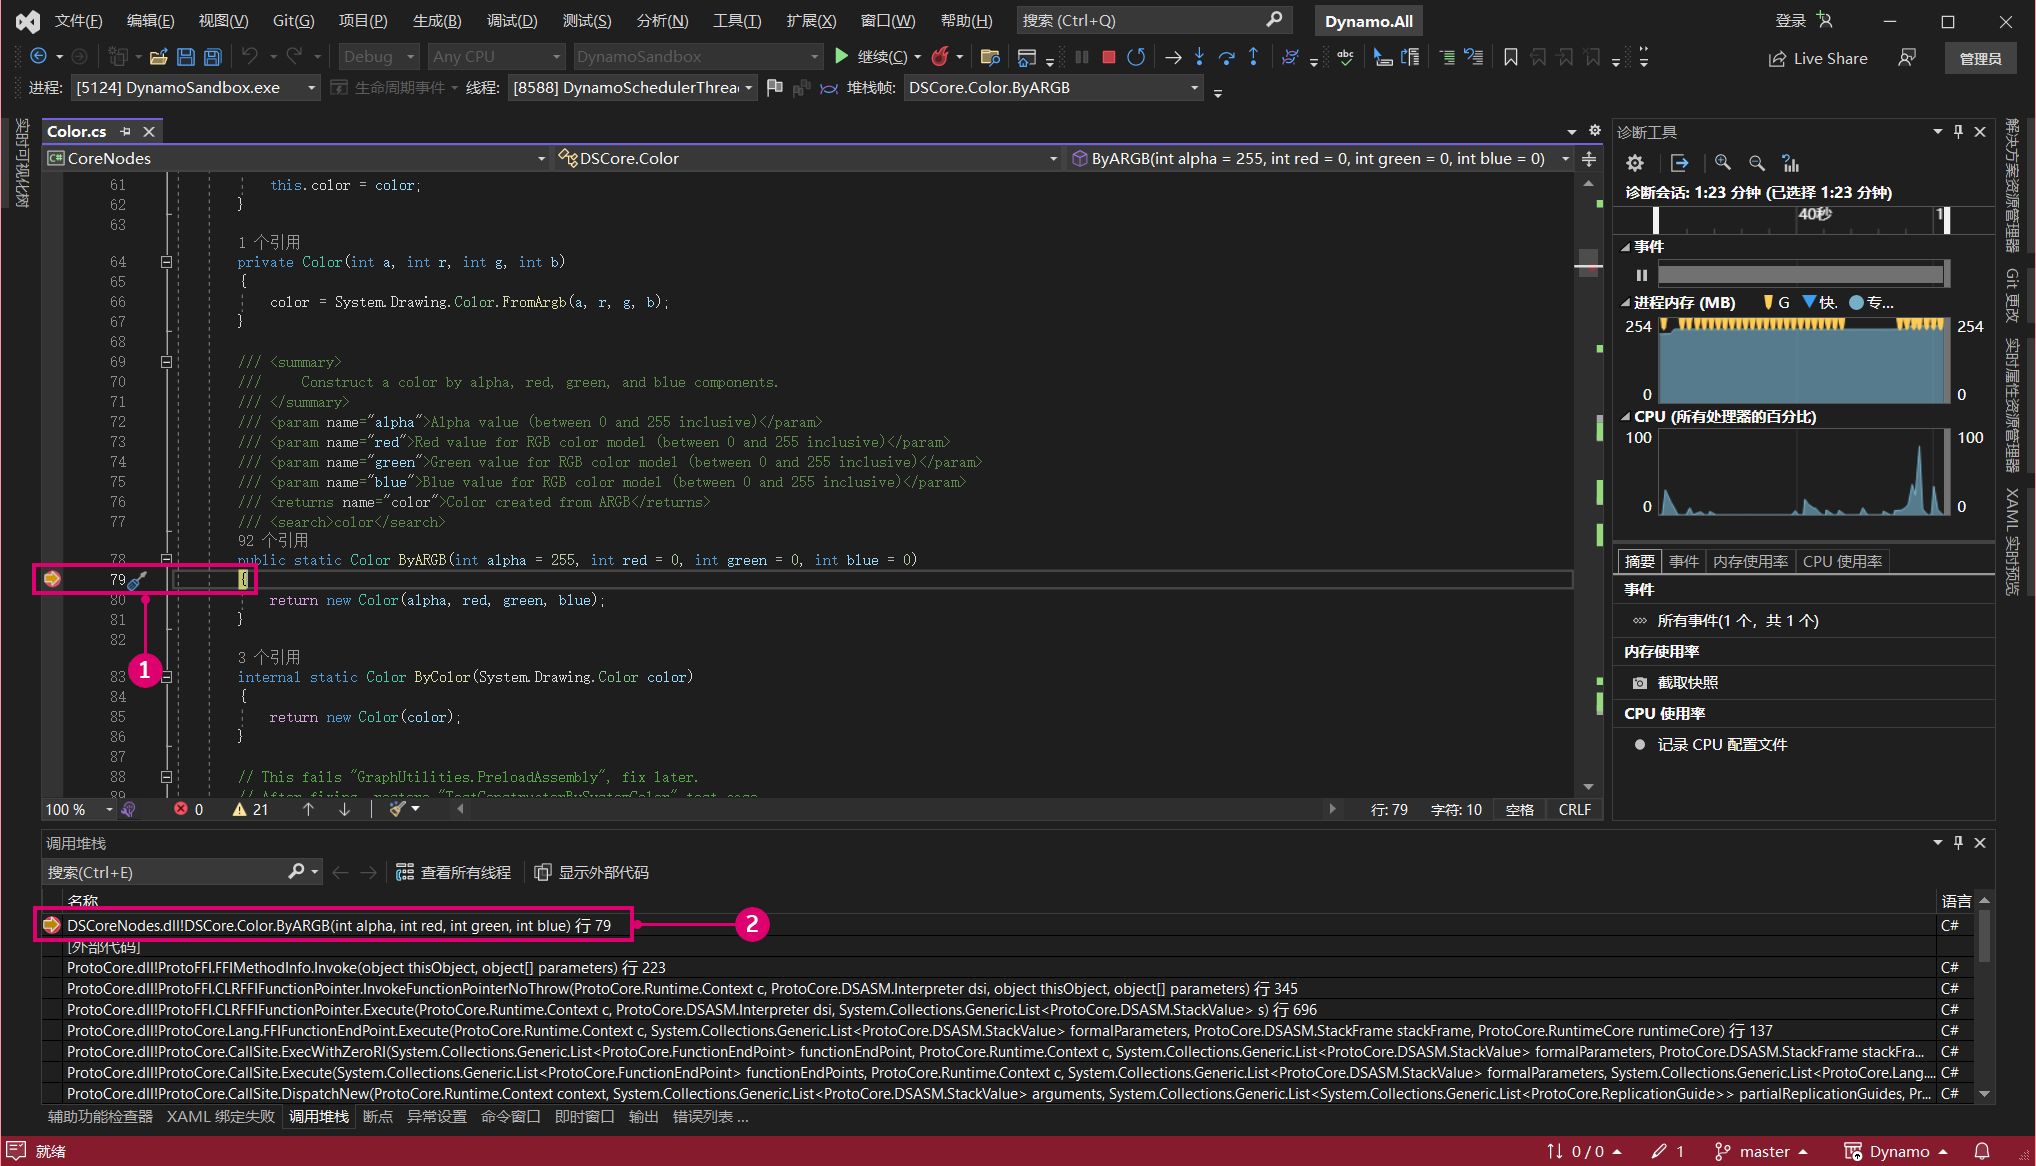 文件(F) 编辑(E) 视图(V) Git(G) 项目(P) 生成(B) 调试(D) 测试(S) 分析(N) 工具(T) 扩展(X) 窗口(W) 帮助(H) 搜索 (Ctrl+Q) Dynamo.All 登录
Debug Any CPU DynamoSandbox 继续(C) abc Live Share 管理员
进程: [5124] DynamoSandbox.exe 生命周期事件 线程: [8588] DynamoSchedulerThrea 堆栈帧: DSCore.Color.ByARGB
实时可视化树
Color.cs
C# CoreNodes DSCore.Color ByARGB(int alpha = 255, int red = 0, int green = 0, int blue = 0)
61 this.color = color;
62 }
63
1 个引用
64 private Color(int a, int r, int g, int b)
65 {
66 color = System.Drawing.Color.FromArgb(a, r, g, b);
67 }
68
69 /// <summary>
70 /// Construct a color by alpha, red, green, and blue components.
71 /// </summary>
72 /// <param name="alpha">Alpha value (between 0 and 255 inclusive)</param>
73 /// <param name="red">Red value for RGB color model (between 0 and 255 inclusive)</param>
74 /// <param name="green">Green value for RGB color model (between 0 and 255 inclusive)</param>
75 /// <param name="blue">Blue value for RGB color model (between 0 and 255 inclusive)</param>
76 /// <returns name="color">Color created from ARGB</returns>
77 /// <search>color</search>
92 个引用
78 public static Color ByARGB(int alpha = 255, int red = 0, int green = 0, int blue = 0)
79 {
80 return new Color(alpha, red, green, blue);
81 }
82
1
3 个引用
83 internal static Color ByColor(System.Drawing.Color color)
84 {
85 return new Color(color);
86 }
87
88 // This fails "GraphUtilities.PreloadAssembly", fix later.
89 // After fixing, restore "TestConstructorBySystemColor" test case
100 % 0 21 行: 79 字符: 10 空格 CRLF
诊断工具
诊断会话: 1:23 分钟 (已选择 1:23 分钟)
40秒 1
事件
进程内存 (MB) G 快. 专...
254 254
0 0
CPU (所有处理器的百分比)
100 100
0 0
摘要 事件 内存使用率 CPU 使用率
事件
所有事件(1 个，共 1 个)
内存使用率
截取快照
CPU 使用率
记录 CPU 配置文件
解决方案资源管理器
Git 更改
实时属性资源管理器
XAML 实时预览
调用堆栈
搜索(Ctrl+E) 查看所有线程 显示外部代码
名称 语言
DSCoreNodes.dll!DSCore.Color.ByARGB(int alpha, int red, int green, int blue) 行 79 C#
2
[外部代码]
ProtoCore.dll!ProtoFFI.FFIMethodInfo.Invoke(object thisObject, object[] parameters) 行 223 C#
ProtoCore.dll!ProtoFFI.CLRFFIFunctionPointer.InvokeFunctionPointerNoThrow(ProtoCore.Runtime.Context c, ProtoCore.DSASM.Interpreter dsi, object thisObject, object[] parameters) 行 345 C#
ProtoCore.dll!ProtoFFI.CLRFFIFunctionPointer.Execute(ProtoCore.Runtime.Context c, ProtoCore.DSASM.Interpreter dsi, System.Collections.Generic.List<ProtoCore.DSASM.StackValue> s) 行 696 C#
ProtoCore.dll!ProtoCore.Lang.FFIFunctionEndPoint.Execute(ProtoCore.Runtime.Context c, System.Collections.Generic.List<ProtoCore.DSASM.StackValue> formalParameters, ProtoCore.DSASM.StackFrame stackFrame, ProtoCore.RuntimeCore runtimeCore) 行 137 C#
ProtoCore.dll!ProtoCore.CallSite.ExecWithZeroRI(System.Collections.Generic.List<ProtoCore.FunctionEndPoint> functionEndPoint, ProtoCore.Runtime.Context c, System.Collections.Generic.List<ProtoCore.DSASM.StackValue> formalParameters, ProtoCore.DSASM.StackFrame stackFra... C#
ProtoCore.dll!ProtoCore.CallSite.Execute(System.Collections.Generic.List<ProtoCore.FunctionEndPoint> functionEndPoints, ProtoCore.Runtime.Context c, System.Collections.Generic.List<ProtoCore.DSASM.StackValue> formalParameters, System.Collections.Generic.List<ProtoCore.Lang.... C#
ProtoCore.dll!ProtoCore.CallSite.DispatchNew(ProtoCore.Runtime.Context context, System.Collections.Generic.List<ProtoCore.DSASM.StackValue> arguments, System.Collections.Generic.List<System.Collections.Generic.List<ProtoCore.ReplicationGuide>> partialReplicationGuides, Pr... C#
辅助功能检查器 XAML 绑定失败 调用堆栈 断点 异常设置 命令窗口 即时窗口 输出 错误列表 ...
就绪 0 / 0 1 master Dynamo